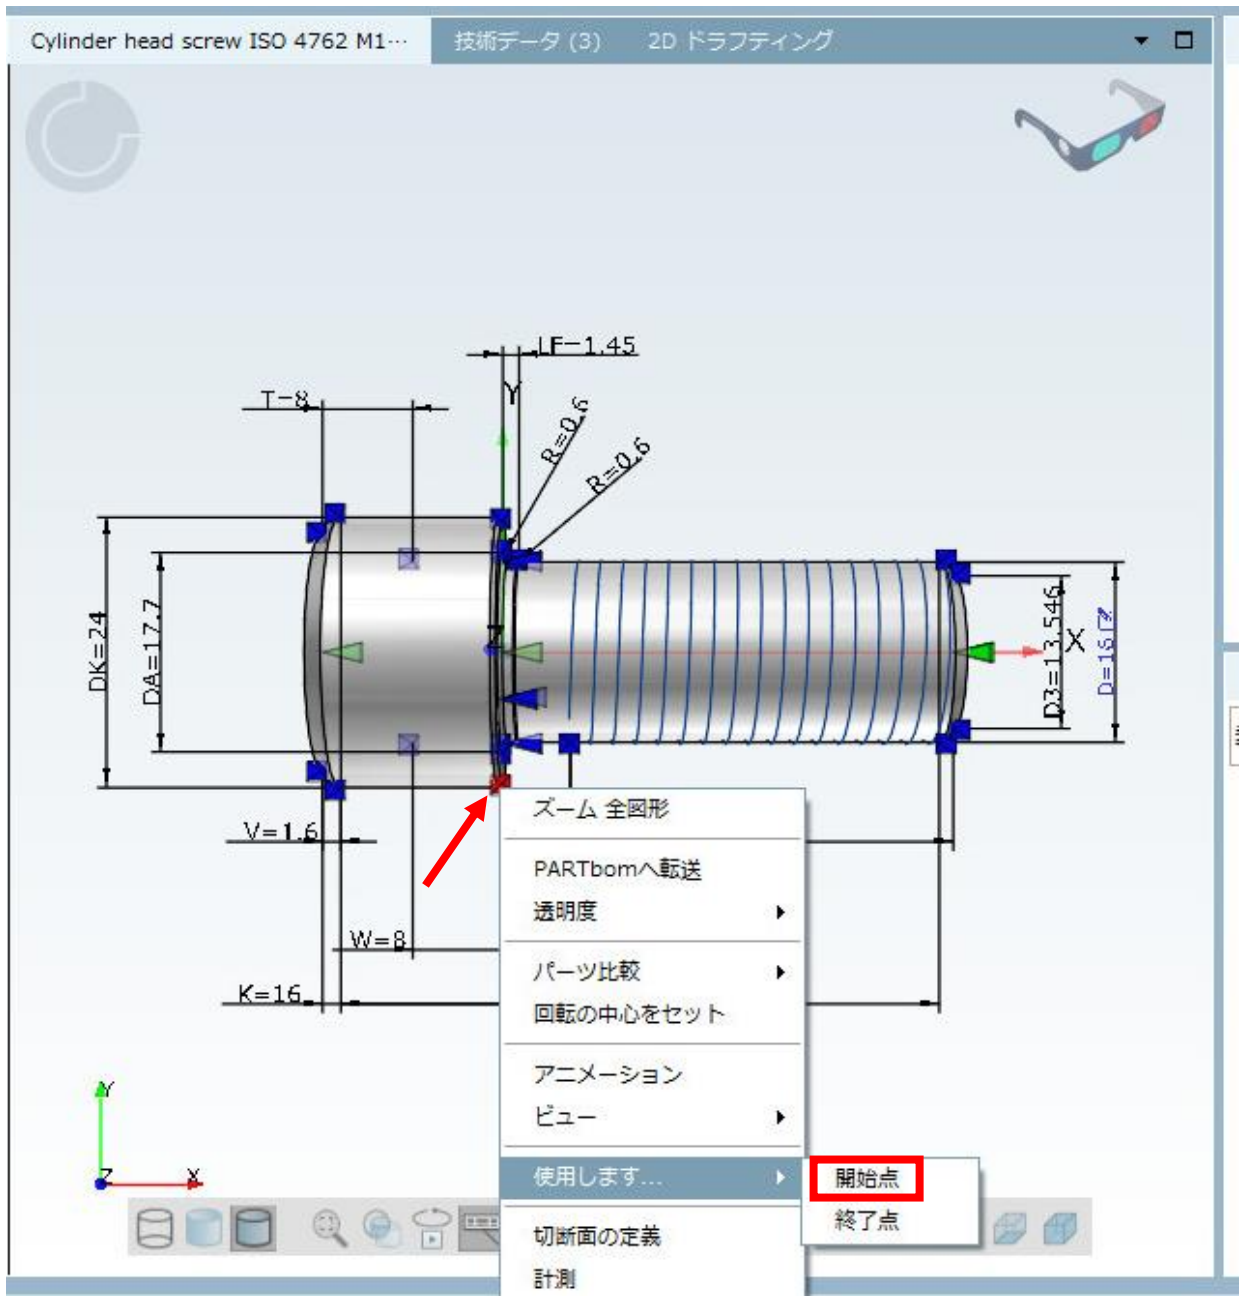 Cylinder head screw ISO 4762 M1…
技術データ (3)
2D ドラフティング
LF=1.45
T=8
Y
R=0.6
R=0.6
DK=24
DA=17.7
Z
D3=13.546
X
D=16
V=1.6
W=8
K=16
ズーム 全図形
PARTbomへ転送
透明度
パーツ比較
回転の中心をセット
アニメーション
ビュー
使用します...
開始点
終了点
切断面の定義
計測
Y
Z
X